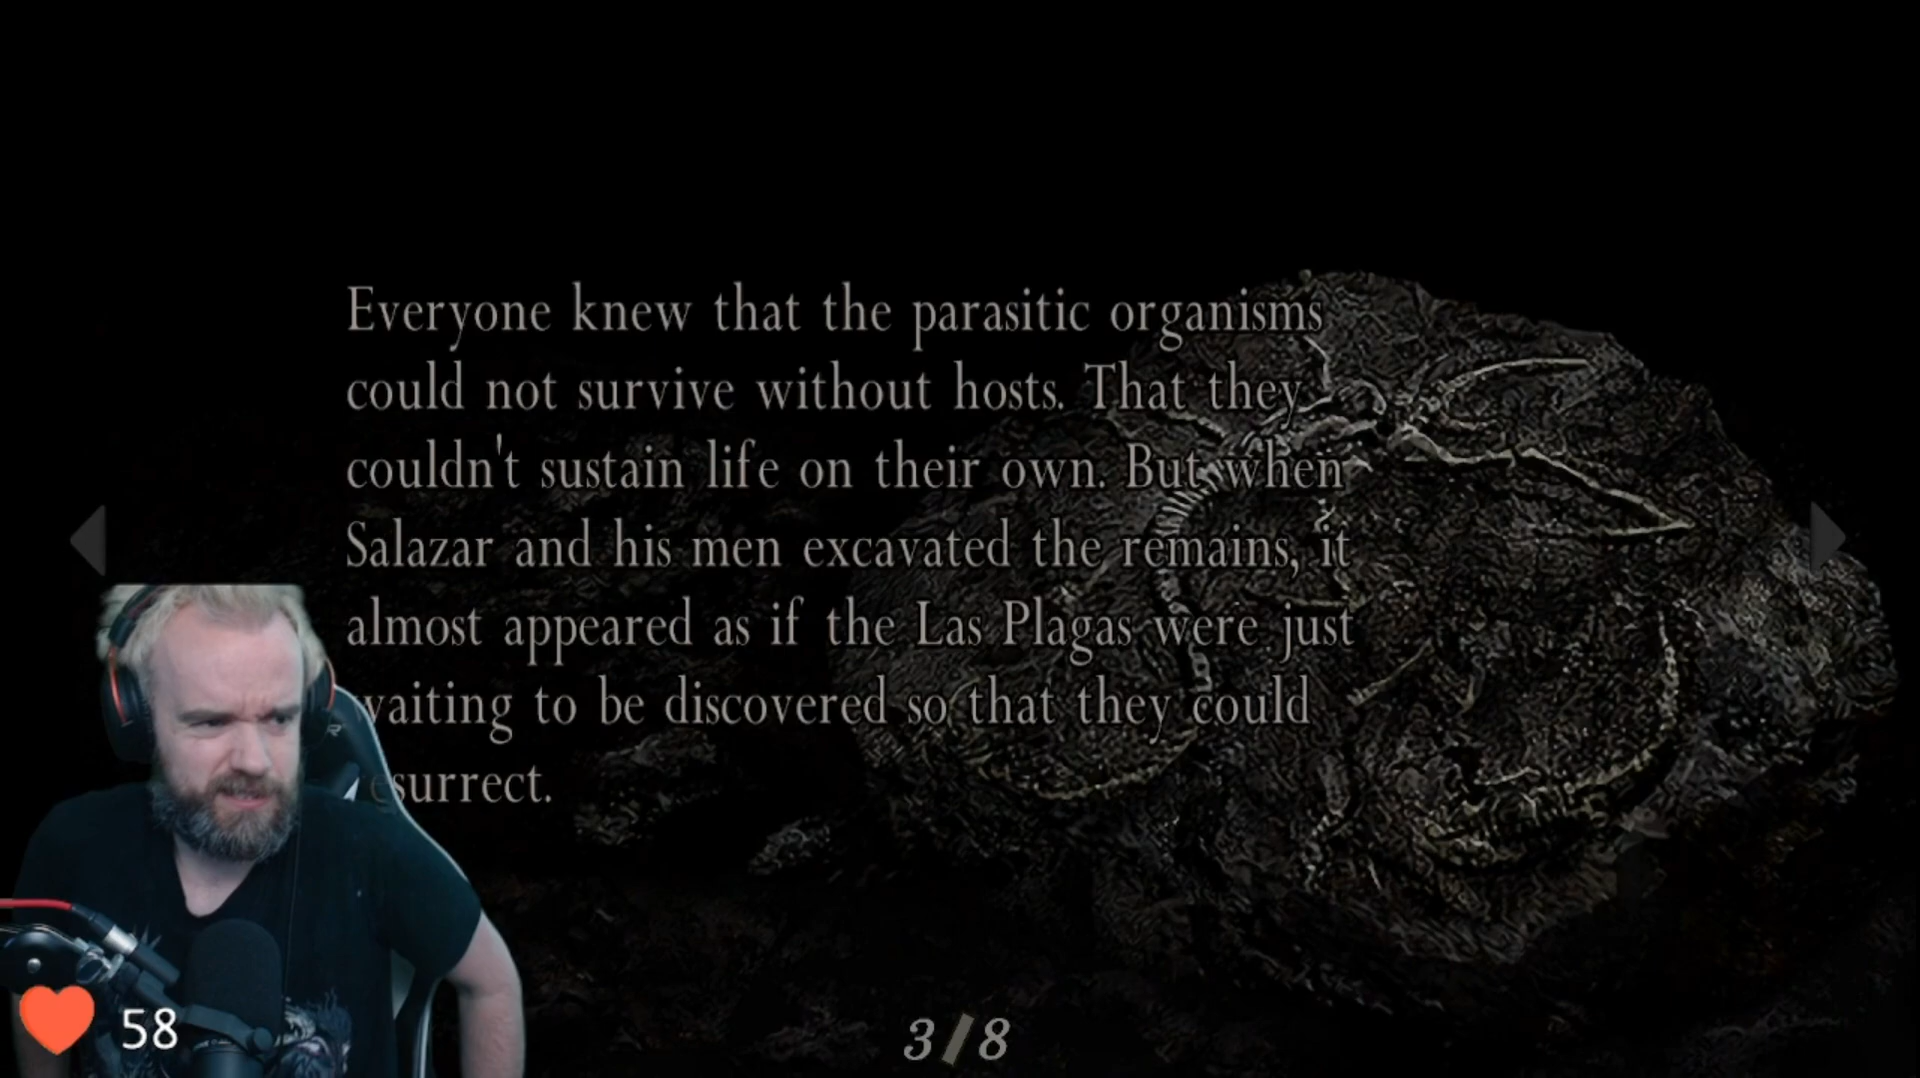 Everyone knew that the parasitic organisms
could not survive without hosts. That they
couldn't sustain life on their own. But when
Salazar and his men excavated the remains, it
almost appeared as if the Las Plagas were just
waiting to be discovered so that they could
resurrect.
58
3/8